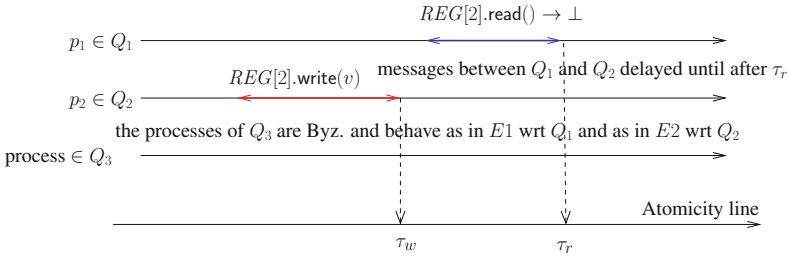 REG[2].read() → ⊥
p₁ ∈ Q₁
messages between Q₁ and Q₂ delayed until after τᵣ
REG[2].write(v)
p₂ ∈ Q₂
the processes of Q₃ are Byz. and behave as in E1 wrt Q₁ and as in E2 wrt Q₂
process ∈ Q₃
Atomicity line
τ_w τᵣ